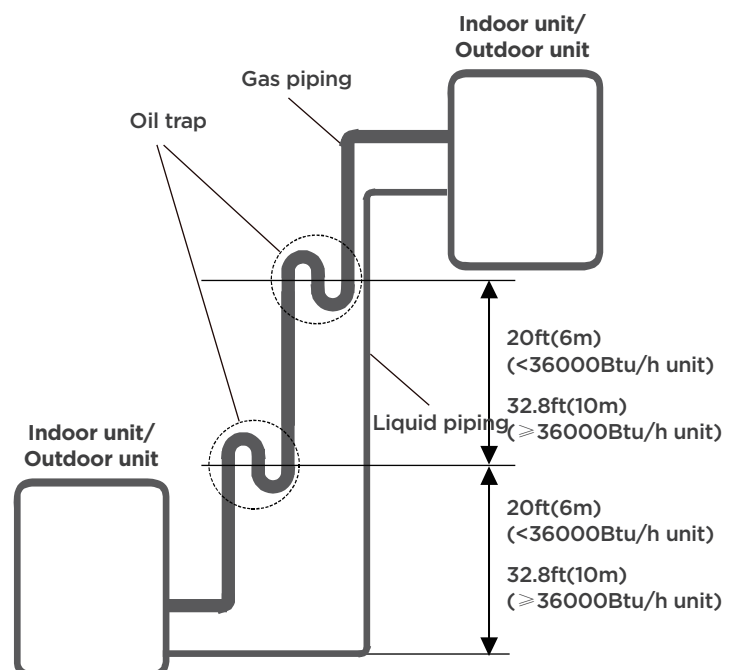 Indoor unit/
Outdoor unit
Gas piping
Oil trap
20ft(6m)
(<36000Btu/h unit)
32.8ft(10m)
(⩾36000Btu/h unit)
Liquid piping
Indoor unit/
Outdoor unit
20ft(6m)
(<36000Btu/h unit)
32.8ft(10m)
(⩾36000Btu/h unit)